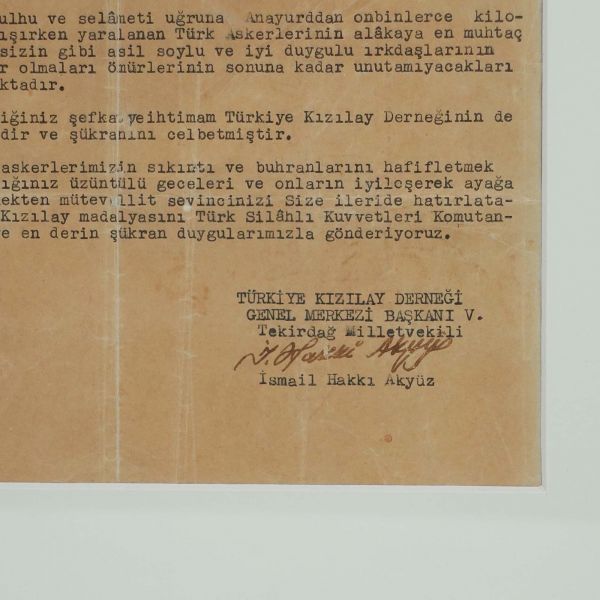 ulhu ve selâmeti uğruna Anayurddan onbinlerce kilo-
ışırken yaralanan Türk Askerlerinin alâkaya en muhtaç
sizin gibi asil soylu ve iyi duygulu ırkdaşlarının
r olmaları ömürlerinin sonuna kadar unutamıyacakları
ktadır.
iğiniz şefkat ve ihtimam Türkiye Kızılay Derneğinin de
dir ve şükranını celbetmiştir.
askerlerimizin sıkıntı ve buhranlarını hafifletmek
ığınız üzüntülü geceleri ve onların iyileşerek ayağa
ekten mütevellit sevincinizi Size ileride hatırlata-
Kızılay madalyasını Türk Silâhlı Kuvvetleri Komutan-
e en derin şükran duygularımızla gönderiyoruz.
TÜRKİYE KIZILAY DERNEĞİ
GENEL MERKEZİ BAŞKANI V.
Tekirdağ Milletvekili
İ. Hakkı Akyüz
İsmail Hakkı Akyüz